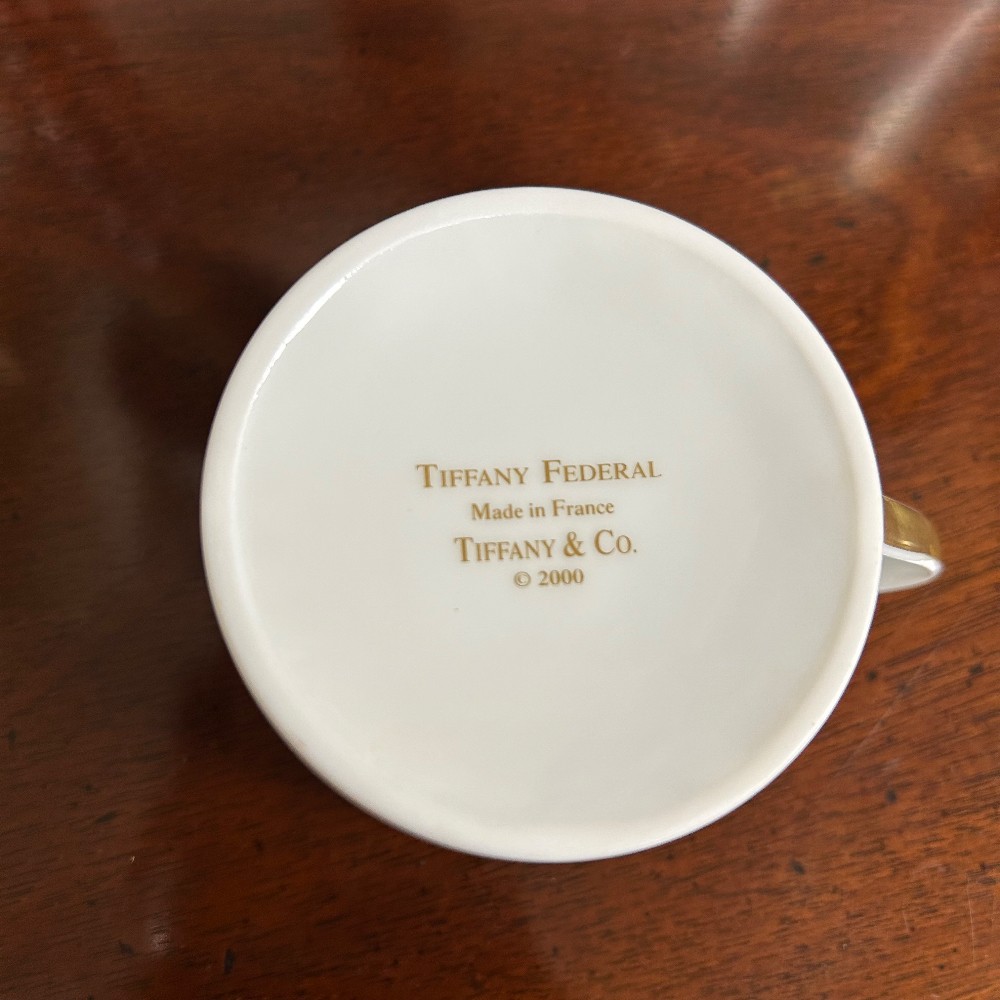 TIFFANY FEDERAL
Made in France
TIFFANY & CO.
© 2000